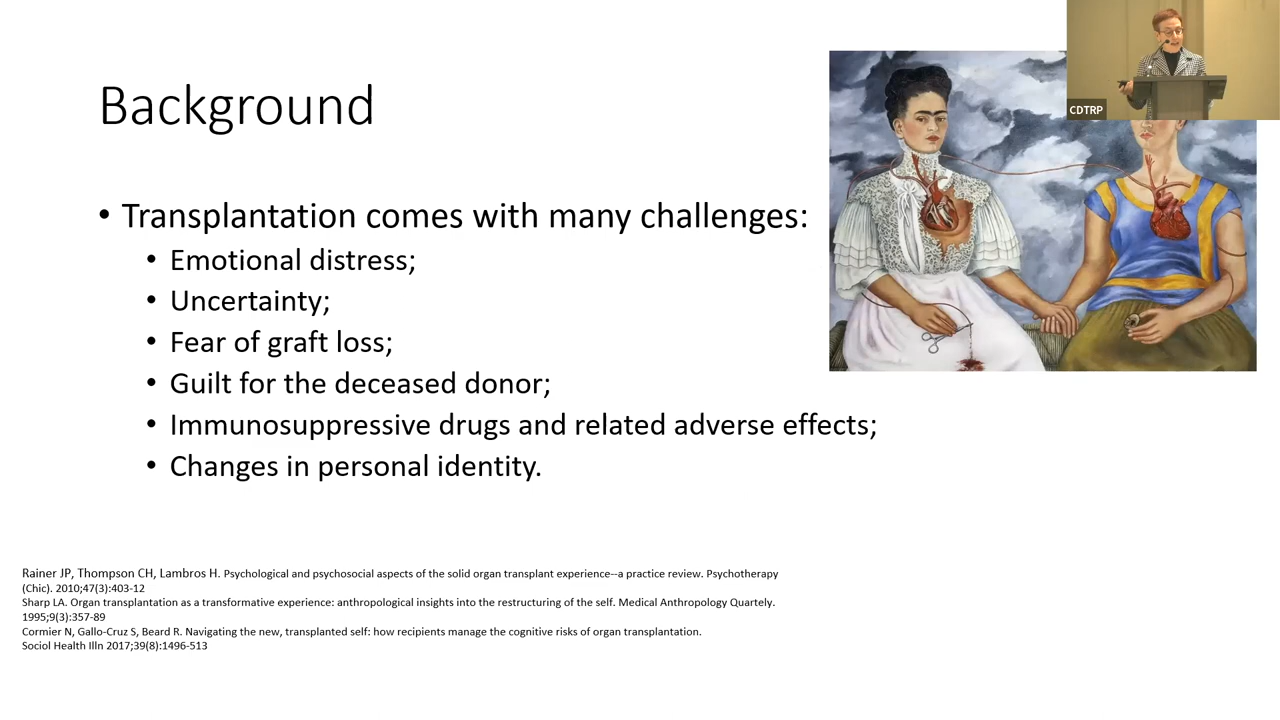 CDTRP
Background
• Transplantation comes with many challenges:
• Emotional distress;
• Uncertainty;
• Fear of graft loss;
• Guilt for the deceased donor;
• Immunosuppressive drugs and related adverse effects;
• Changes in personal identity.
Rainer JP, Thompson CH, Lambros H. Psychological and psychosocial aspects of the solid organ transplant experience--a practice review. Psychotherapy
(Chic). 2010;47(3):403-12
Sharp LA. Organ transplantation as a transformative experience: anthropological insights into the restructuring of the self. Medical Anthropology Quartely.
1995;9(3):357-89
Cormier N, Gallo-Cruz S, Beard R. Navigating the new, transplanted self: how recipients manage the cognitive risks of organ transplantation.
Sociol Health Illn 2017;39(8):1496-513